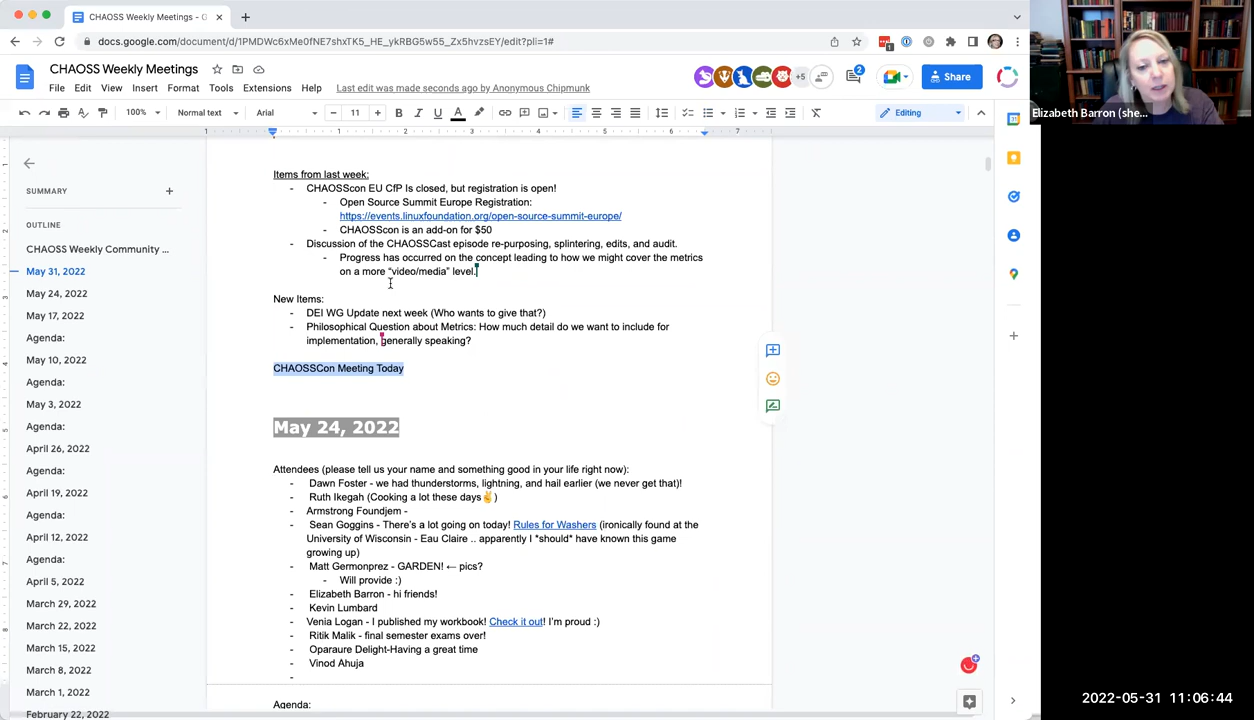 CHAOSS Weekly Meetings - G
docs.google.com/document/d/1PMDWc6xMe0fNE7shxTK5_HE_ykRBG5w55_Zx5hvzsEY/edit?pli=1#
CHAOSS Weekly Meetings
+5
2
Share
File Edit View Insert Format Tools Extensions Help
Last edit was made seconds ago by Anonymous Chipmunk
100%
Normal text
Arial
11
B I U A
Editing
1 1 2 3 4 5 6 7
Elizabeth Barron (she...
SUMMARY
OUTLINE
CHAOSS Weekly Community ...
May 31, 2022
May 24, 2022
May 17, 2022
Agenda:
May 10, 2022
Agenda:
May 3, 2022
Agenda:
April 26, 2022
Agenda:
April 19, 2022
Agenda:
April 12, 2022
Agenda:
April 5, 2022
March 29, 2022
March 22, 2022
March 15, 2022
March 8, 2022
March 1, 2022
February 22, 2022
Items from last week:
- CHAOSScon EU CfP Is closed, but registration is open!
- Open Source Summit Europe Registration:
https://events.linuxfoundation.org/open-source-summit-europe/
- CHAOSScon is an add-on for $50
- Discussion of the CHAOSSCast episode re-purposing, splintering, edits, and audit.
- Progress has occurred on the concept leading to how we might cover the metrics
on a more “video/media” level.
New Items:
- DEI WG Update next week (Who wants to give that?)
- Philosophical Question about Metrics: How much detail do we want to include for
implementation, generally speaking?
CHAOSSCon Meeting Today
May 24, 2022
Attendees (please tell us your name and something good in your life right now):
- Dawn Foster - we had thunderstorms, lightning, and hail earlier (we never get that)!
- Ruth Ikegah (Cooking a lot these days✌️)
- Armstrong Foundjem -
- Sean Goggins - There's a lot going on today! Rules for Washers (ironically found at the
University of Wisconsin - Eau Claire .. apparently I *should* have known this game
growing up)
- Matt Germonprez - GARDEN! ← pics?
- Will provide :)
- Elizabeth Barron - hi friends!
- Kevin Lumbard
- Venia Logan - I published my workbook! Check it out! I'm proud :)
- Ritik Malik - final semester exams over!
- Oparaure Delight-Having a great time
- Vinod Ahuja
-
Agenda:
2022-05-31 11:06:44